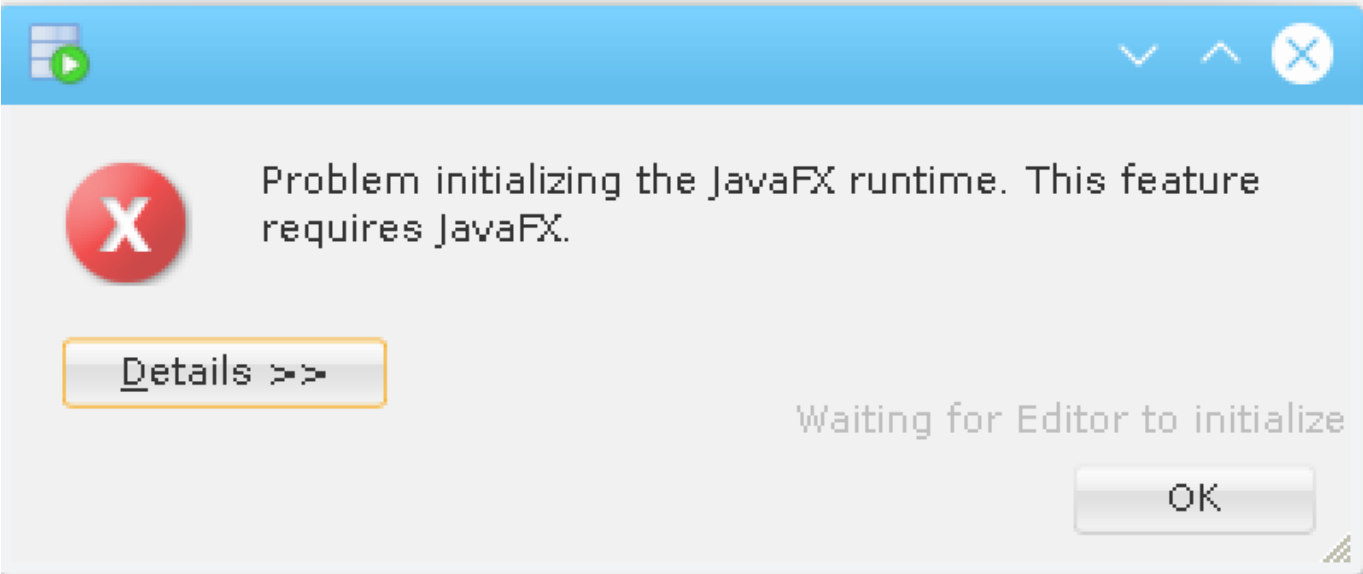 Problem initializing the JavaFX runtime. This feature
requires JavaFX.
Details >>
Waiting for Editor to initialize
OK